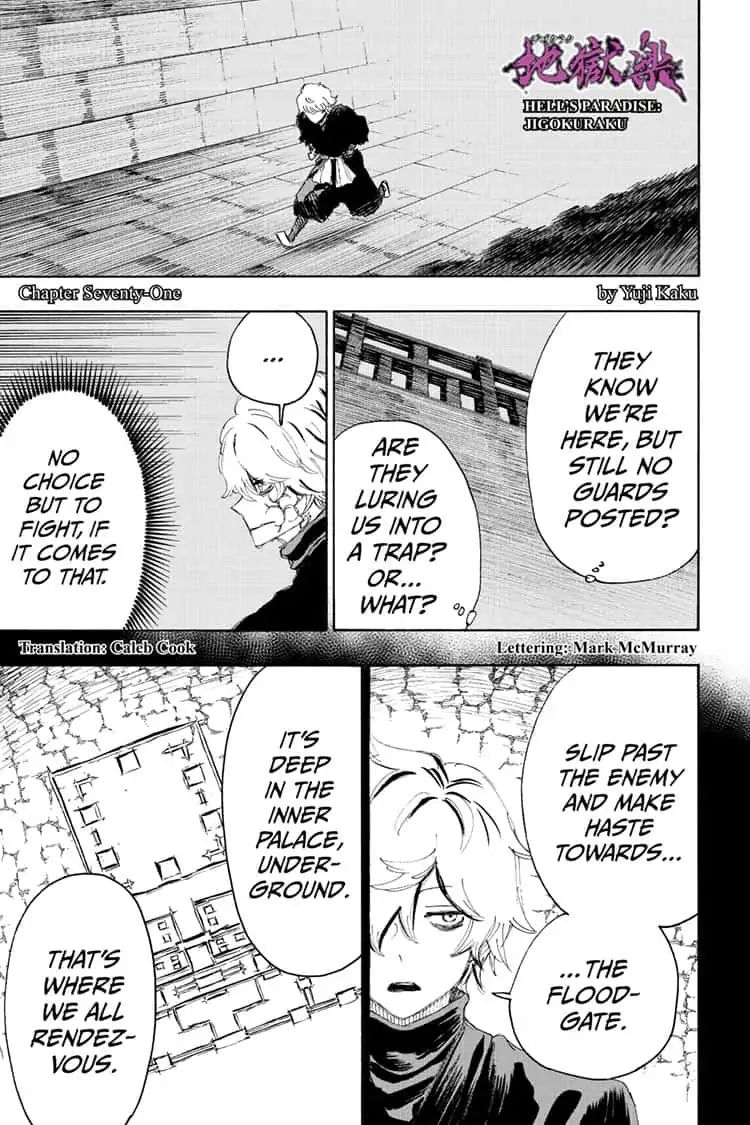 地獄楽
HELL'S PARADISE:
JIGOKURAKU
Chapter Seventy-One
by Yuji Kaku
THEY
KNOW
WE'RE
HERE, BUT
STILL NO
GUARDS
POSTED?
ARE
THEY
LURING
US INTO
A TRAP?
OR...
WHAT?
...
NO
CHOICE
BUT TO
FIGHT, IF
IT COMES
TO THAT.
Translation: Caleb Cook
Lettering: Mark McMurray
SLIP PAST
THE ENEMY
AND MAKE
HASTE
TOWARDS...
...THE
FLOOD-
GATE.
IT'S
DEEP
IN THE
INNER
PALACE,
UNDER-
GROUND.
THAT'S
WHERE
WE ALL
RENDEZ-
VOUS.